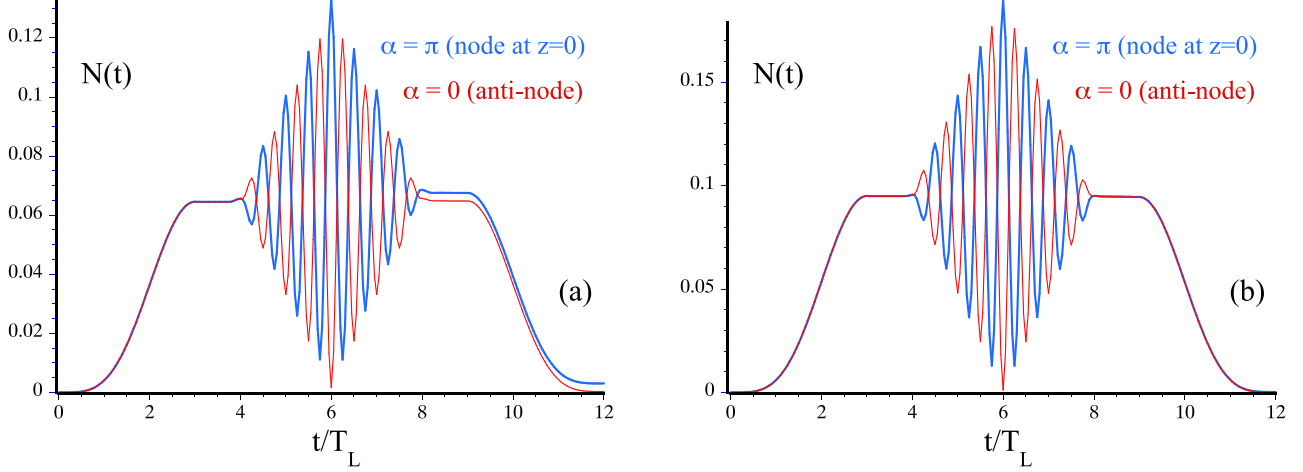 0.12
0.1
0.08
0.06
0.04
0.02
0
N(t)
α = π (node at z=0)
α = 0 (anti-node)
(a)
0 2 4 6 8 10 12
t/T_L
0.15
0.1
0.05
0
N(t)
α = π (node at z=0)
α = 0 (anti-node)
(b)
0 2 4 6 8 10 12
t/T_L